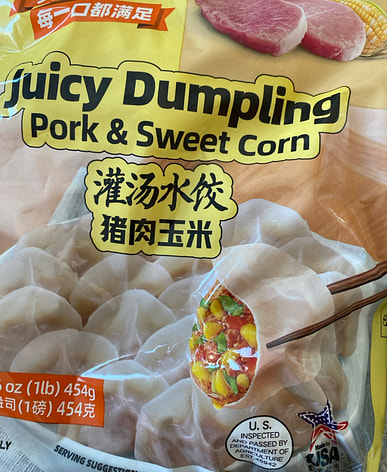 每一口都满足
Juicy Dumpling
Pork & Sweet Corn
灌汤水饺
猪肉玉米
oz (1lb) 454g
司(1磅) 454克
SERVING SUGGESTION
U. S.
INSPECTED
AND PASSED BY
DEPARTMENT OF
AGRICULTURE
Made in
USA